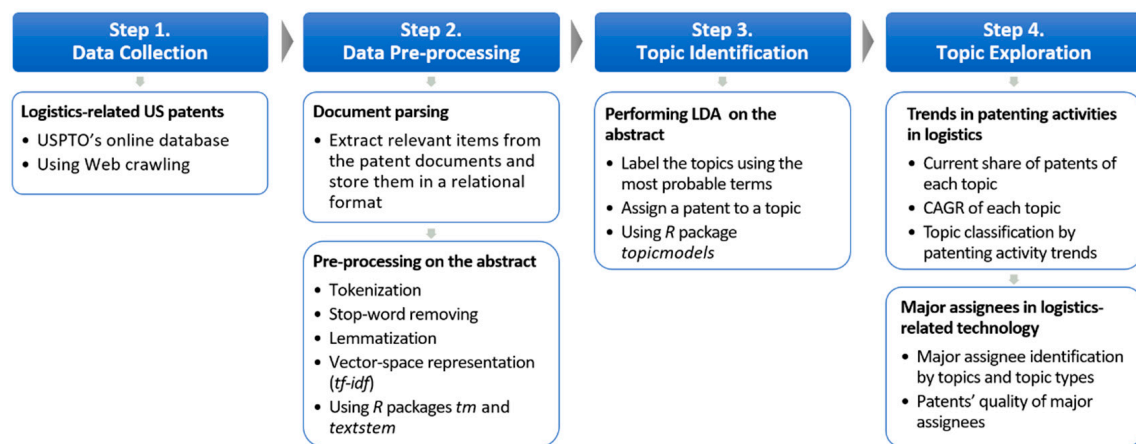 Step 1.
Data Collection
Logistics-related US patents
• USPTO's online database
• Using Web crawling
Step 2.
Data Pre-processing
Document parsing
• Extract relevant items from
the patent documents and
store them in a relational
format
Pre-processing on the abstract
• Tokenization
• Stop-word removing
• Lemmatization
• Vector-space representation
(tf-idf)
• Using R packages tm and
textstem
Step 3.
Topic Identification
Performing LDA on the
abstract
• Label the topics using the
most probable terms
• Assign a patent to a topic
• Using R package
topicmodels
Step 4.
Topic Exploration
Trends in patenting activities
in logistics
• Current share of patents of
each topic
• CAGR of each topic
• Topic classification by
patenting activity trends
Major assignees in logistics-
related technology
• Major assignee identification
by topics and topic types
• Patents' quality of major
assignees